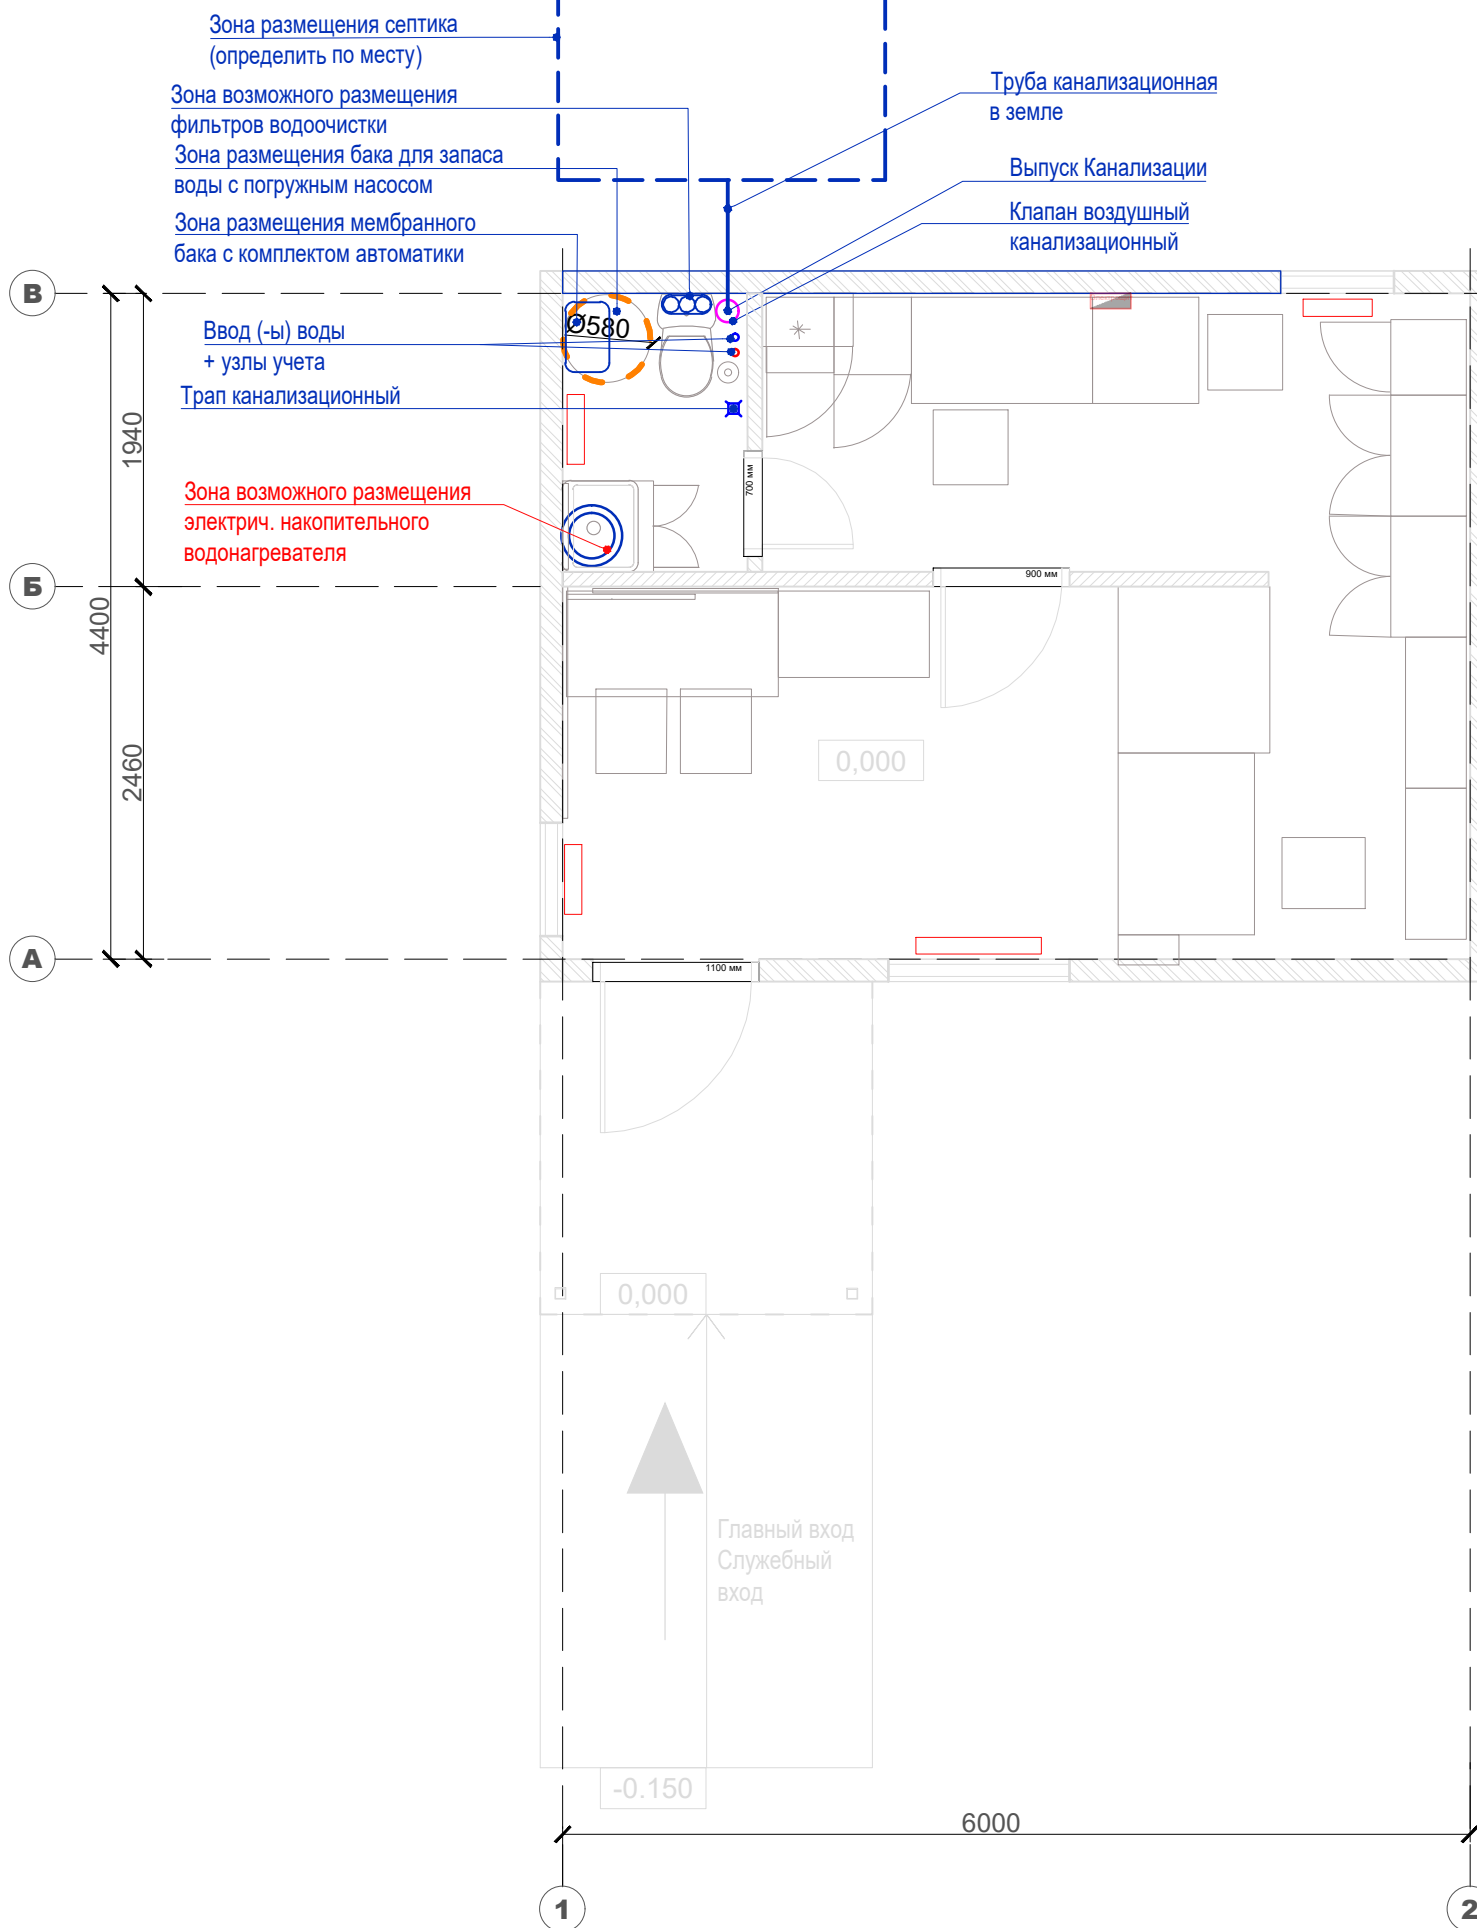 Зона размещения септика
(определить по месту)
Зона возможного размещения
фильтров водоочистки
Зона размещения бака для запаса
воды с погружным насосом
Зона размещения мембранного
бака с комплектом автоматики
Труба канализационная
в земле
Выпуск Канализации
Клапан воздушный
канализационный
В
Ø580
Ввод (-ы) воды
+ узлы учета
Трап канализационный
1940
700 мм
Зона возможного размещения
электрич. накопительного
водонагревателя
Б
900 мм
4400
2460
0,000
А
1100 мм
0,000
Главный вход
Служебный
вход
-0.150
6000
1
2